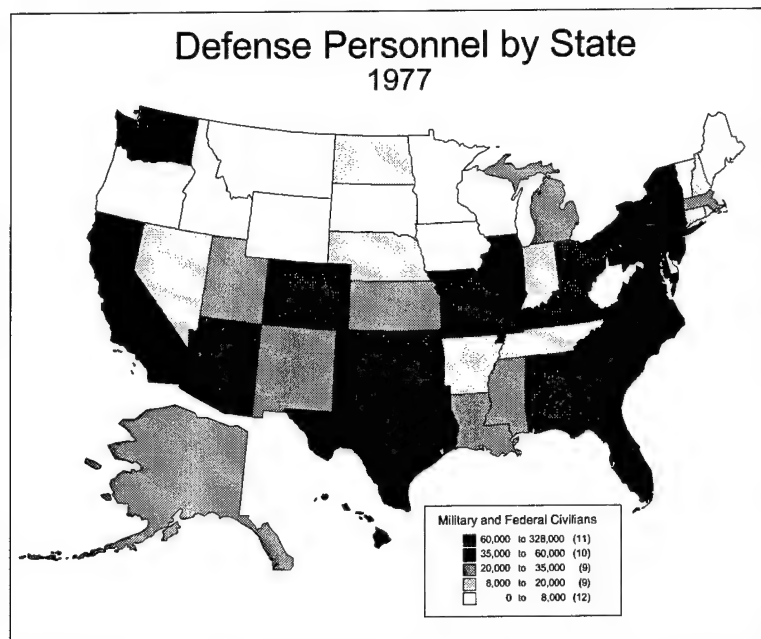 Defense Personnel by State
1977
Military and Federal Civilians
60,000 to 328,000 (11)
35,000 to 60,000 (10)
20,000 to 35,000 (9)
8,000 to 20,000 (9)
0 to 8,000 (12)